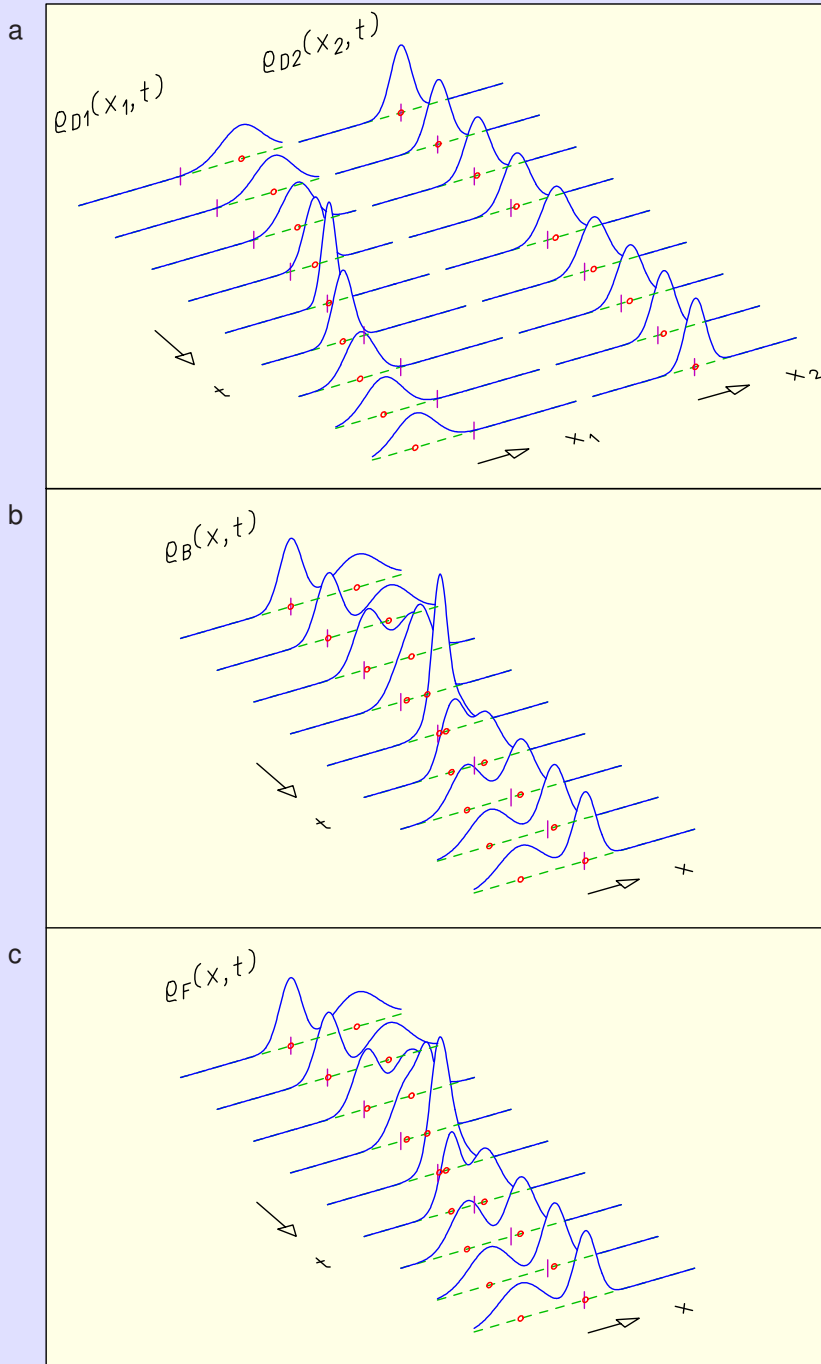 a
ϱD1(x1,t)
ϱD2(x2,t)
t
x1
x2
b
ϱB(x,t)
t
x
c
ϱF(x,t)
t
x